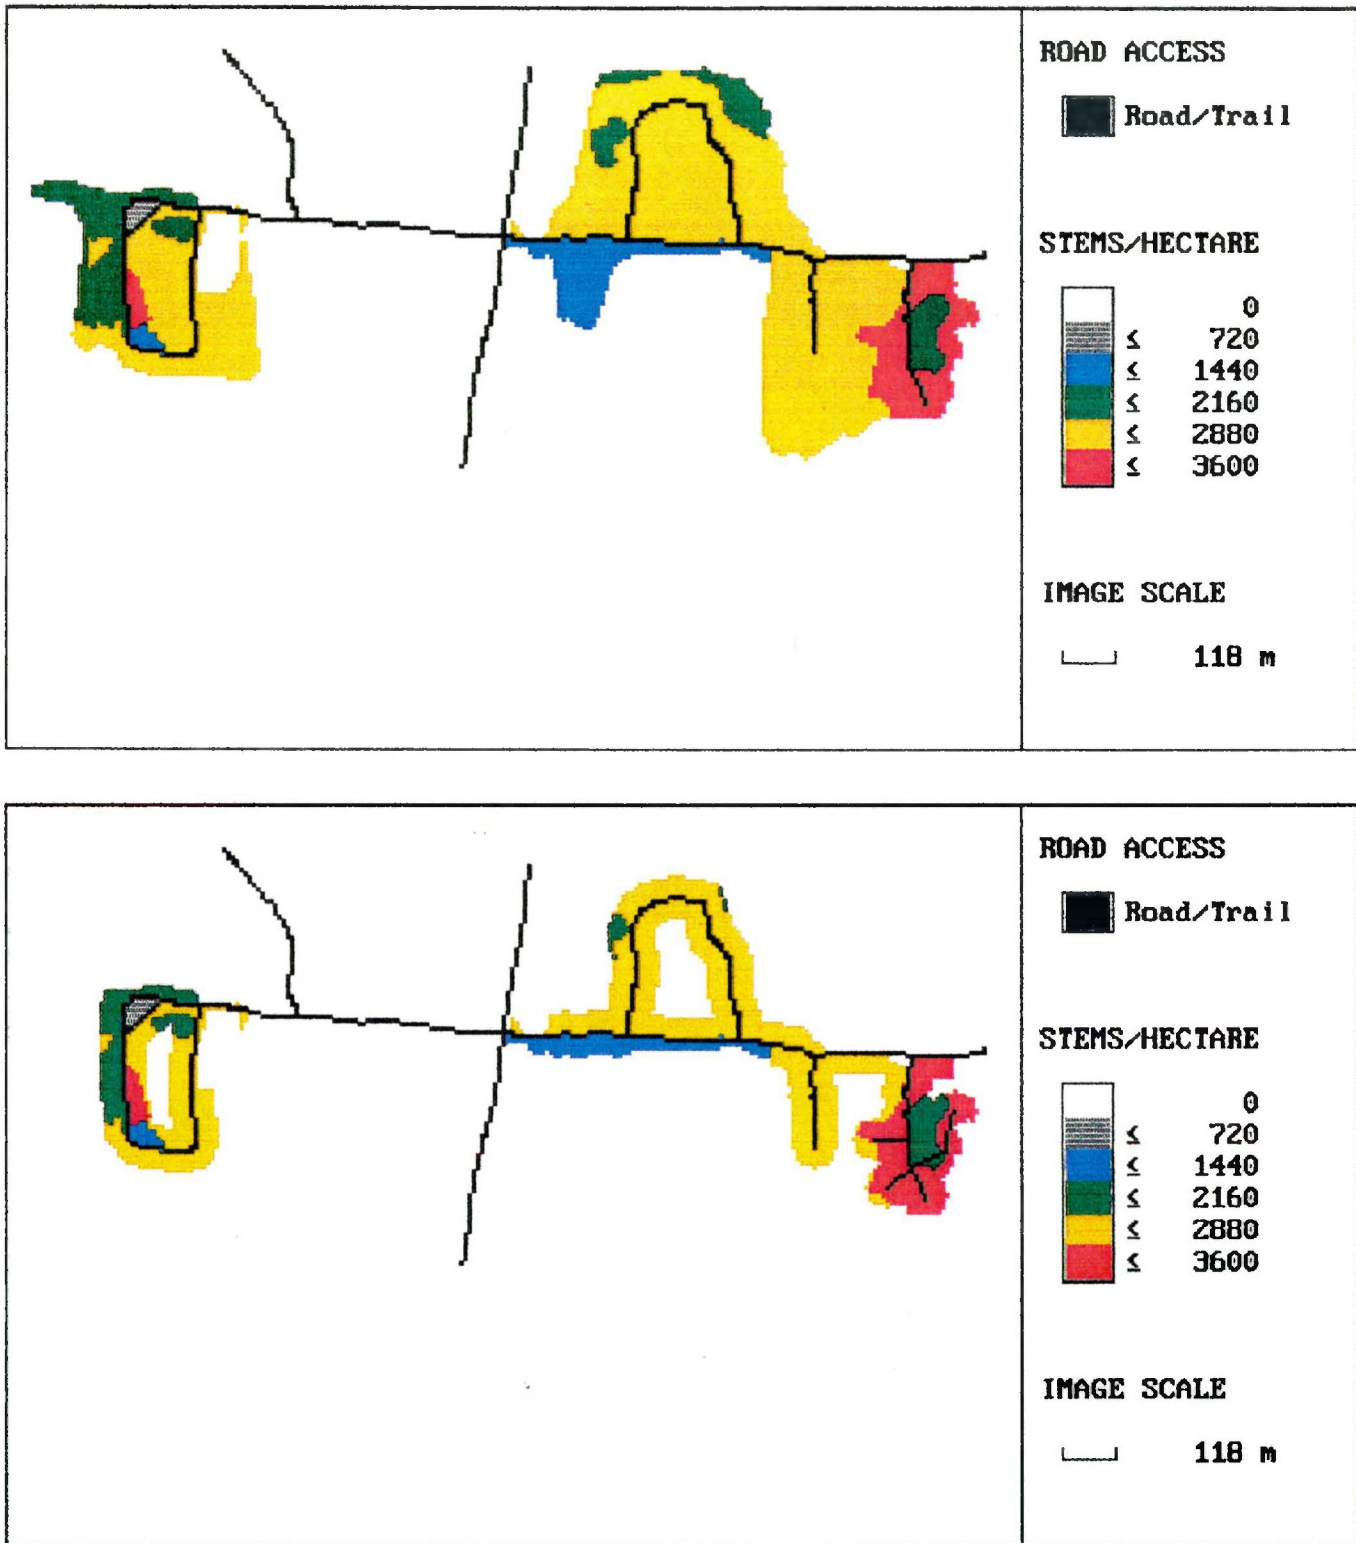 ROAD ACCESS
Road/Trail
STEMS/HECTARE
0
≤ 720
≤ 1440
≤ 2160
≤ 2880
≤ 3600
IMAGE SCALE
118 m
ROAD ACCESS
Road/Trail
STEMS/HECTARE
0
≤ 720
≤ 1440
≤ 2160
≤ 2880
≤ 3600
IMAGE SCALE
118 m